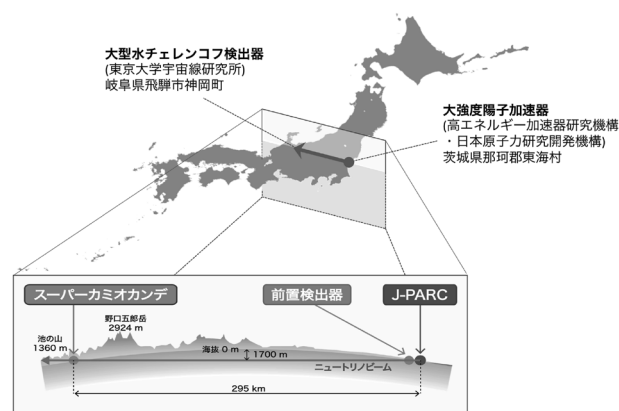 大型水チェレンコフ検出器
(東京大学宇宙線研究所)
岐阜県飛騨市神岡町
大強度陽子加速器
(高エネルギー加速器研究機構
・日本原子力研究開発機構)
茨城県那珂郡東海村
スーパーカミオカンデ
前置検出器
J-PARC
野口五郎岳
2924 m
池の山
1360 m
海抜 0 m
1700 m
ニュートリノビーム
295 km